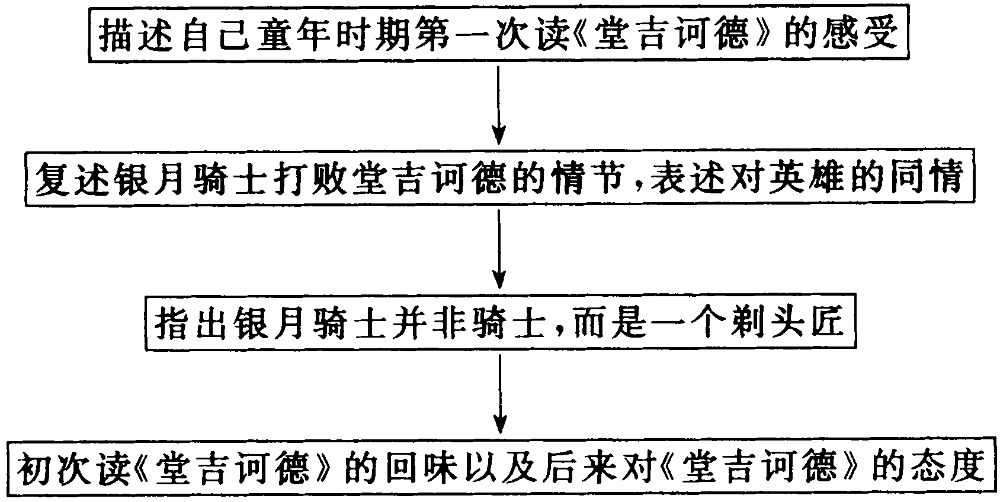 描述自己童年时期第一次读《堂吉诃德》的感受
复述银月骑士打败堂吉诃德的情节,表述对英雄的同情
指出银月骑士并非骑士,而是一个剃头匠
初次读《堂吉诃德》的回味以及后来对《堂吉诃德》的态度